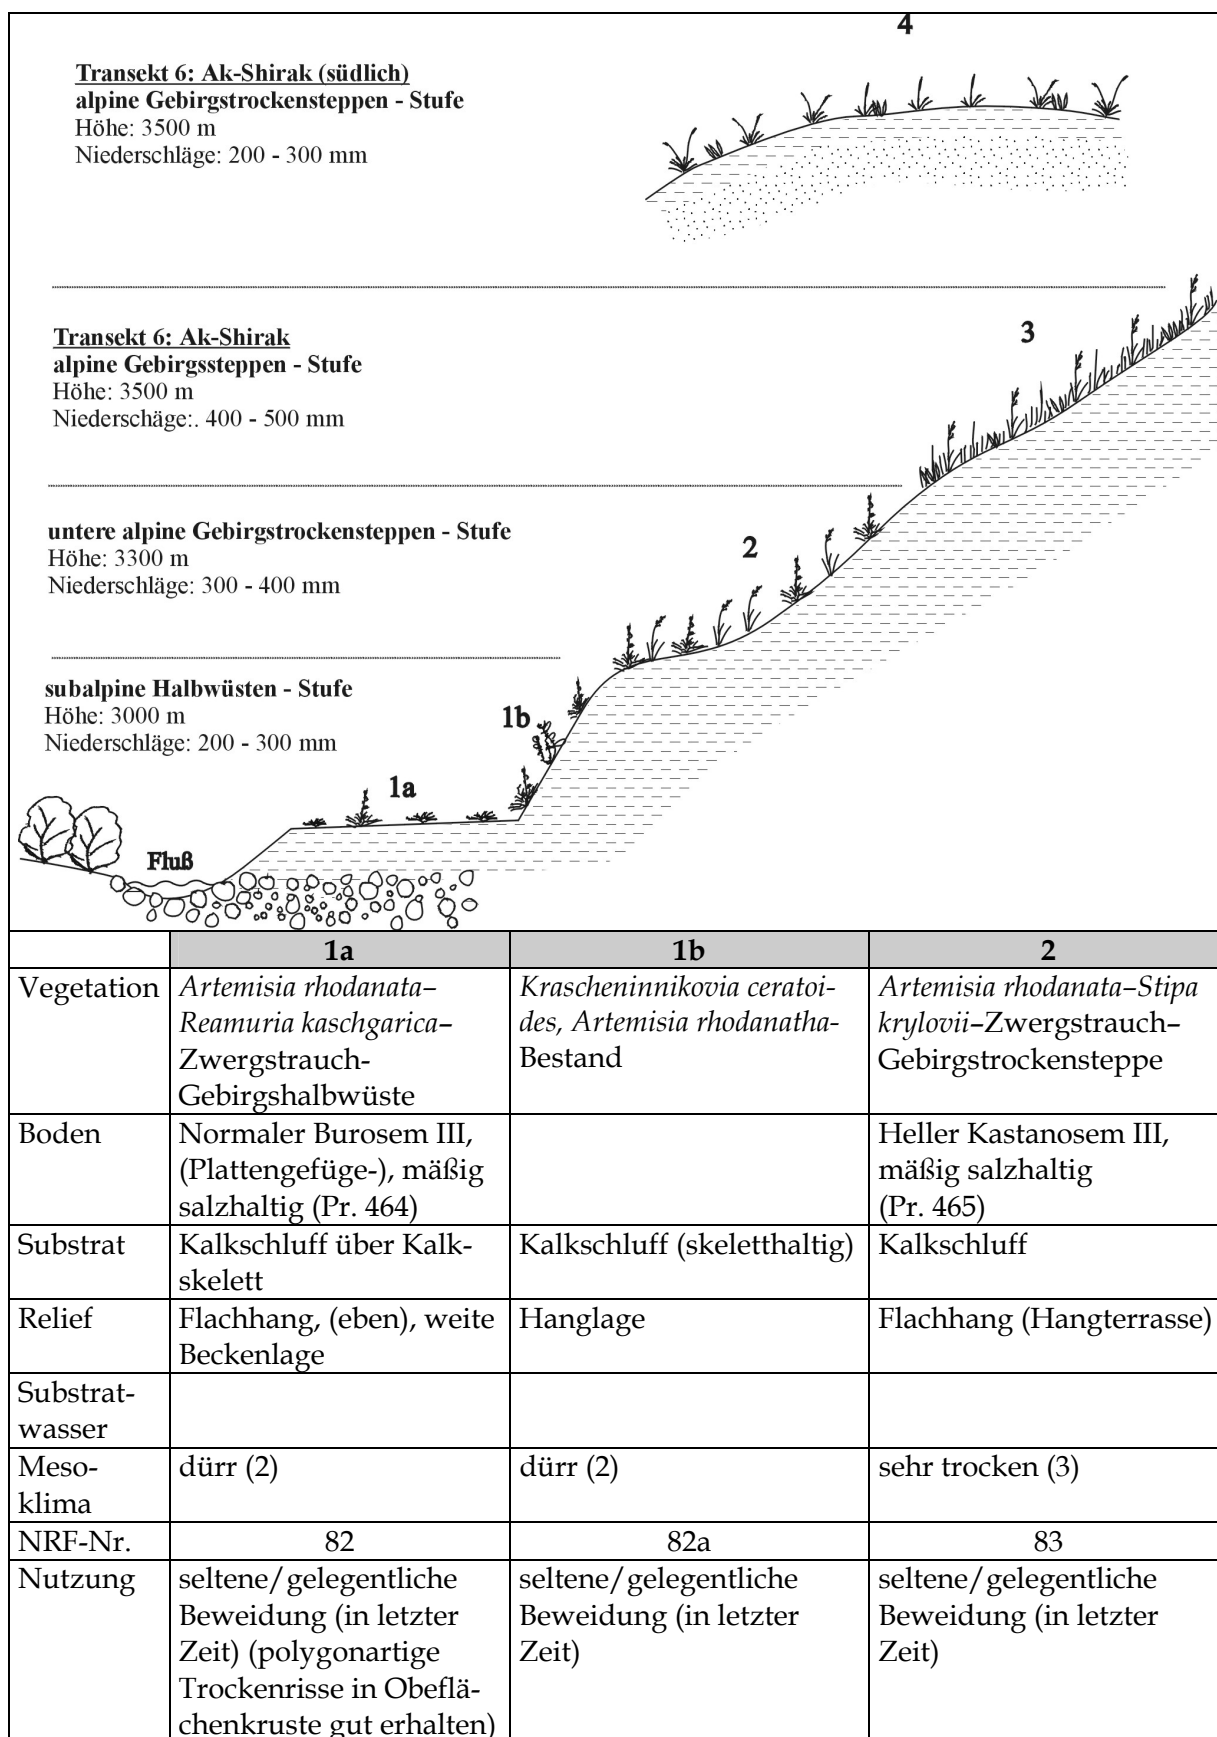 4
Transekt 6: Ak-Shirak (südlich)
alpine Gebirgstrockensteppen - Stufe
Höhe: 3500 m
Niederschläge: 200 - 300 mm
3
Transekt 6: Ak-Shirak
alpine Gebirgssteppen - Stufe
Höhe: 3500 m
Niederschäge:. 400 - 500 mm
untere alpine Gebirgstrockensteppen - Stufe
Höhe: 3300 m
Niederschläge: 300 - 400 mm
2
subalpine Halbwüsten - Stufe
Höhe: 3000 m
Niederschläge: 200 - 300 mm
1b
1a
Fluß
1a 1b 2
Vegetation Artemisia rhodanata– Krascheninnikovia ceratoi- Artemisia rhodanata–Stipa
Reamuria kaschgarica– des, Artemisia rhodanatha- krylovii–Zwergstrauch–
Zwergstrauch- Bestand Gebirgstrockensteppe
Gebirgshalbwüste
Boden Normaler Burosem III, Heller Kastanosem III,
(Plattengefüge-), mäßig mäßig salzhaltig
salzhaltig (Pr. 464) (Pr. 465)
Substrat Kalkschluff über Kalk- Kalkschluff (skeletthaltig) Kalkschluff
skelett
Relief Flachhang, (eben), weite Hanglage Flachhang (Hangterrasse)
Beckenlage
Substrat-
wasser
Meso- dürr (2) dürr (2) sehr trocken (3)
klima
NRF-Nr. 82 82a 83
Nutzung seltene/gelegentliche seltene/gelegentliche seltene/gelegentliche
Beweidung (in letzter Beweidung (in letzter Beweidung (in letzter
Zeit) (polygonartige Zeit) Zeit)
Trockenrisse in Obeflä-
chenkruste gut erhalten)